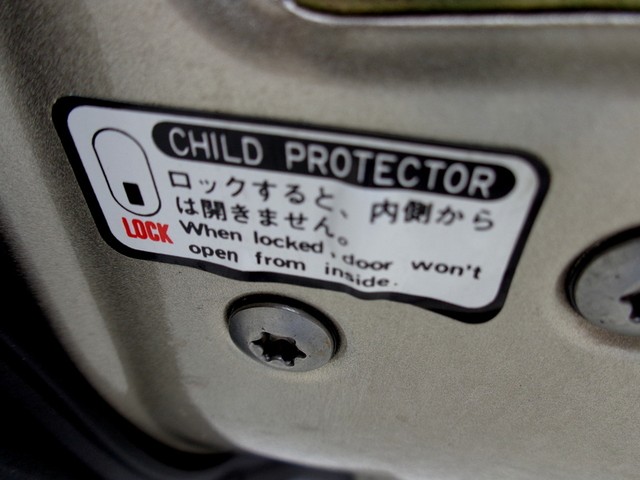 CHILD PROTECTOR
ロックすると、内側から
は開きません。
LOCK
When locked, door won't
open from inside.